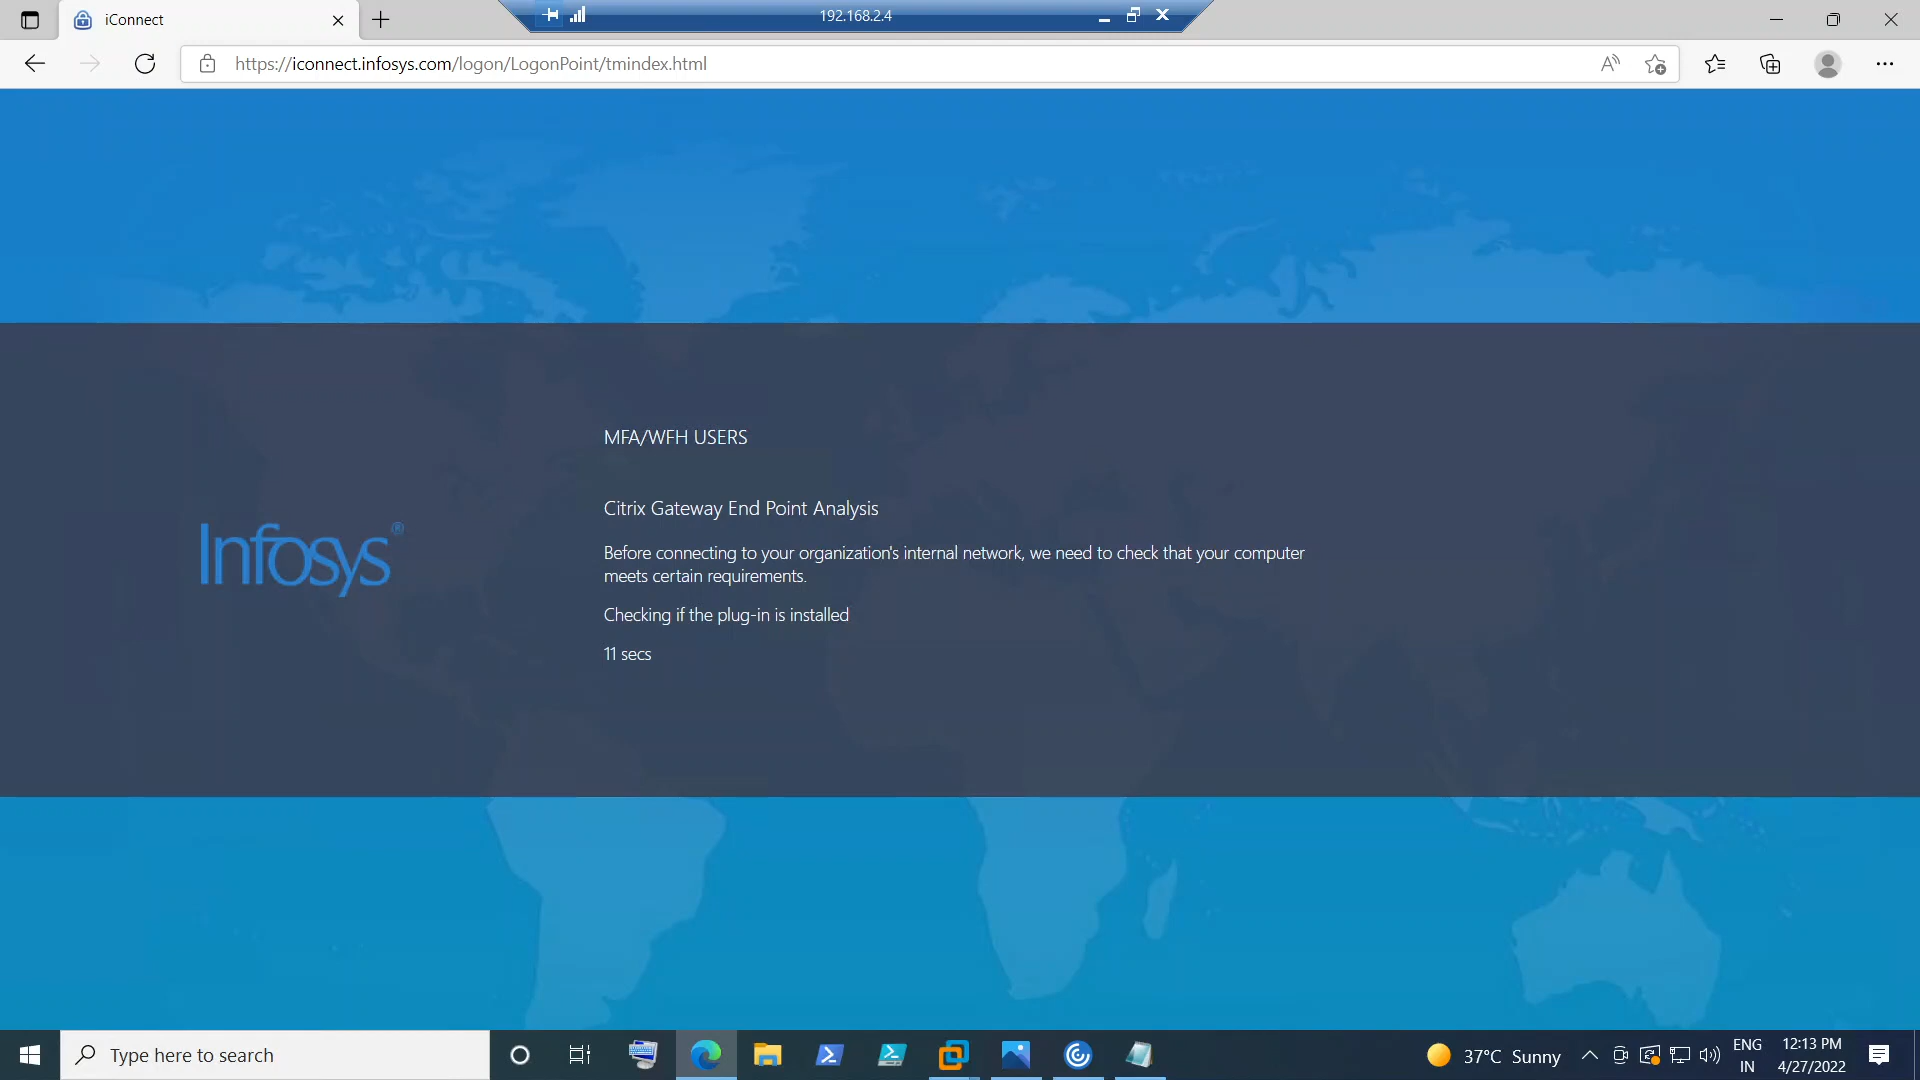 iConnect
192.168.2.4
https://iconnect.infosys.com/logon/LogonPoint/tmindex.html
MFA/WFH USERS
Citrix Gateway End Point Analysis
Infosys®
Before connecting to your organization's internal network, we need to check that your computer
meets certain requirements.
Checking if the plug-in is installed
11 secs
Type here to search
37°C Sunny
ENG
IN
12:13 PM
4/27/2022